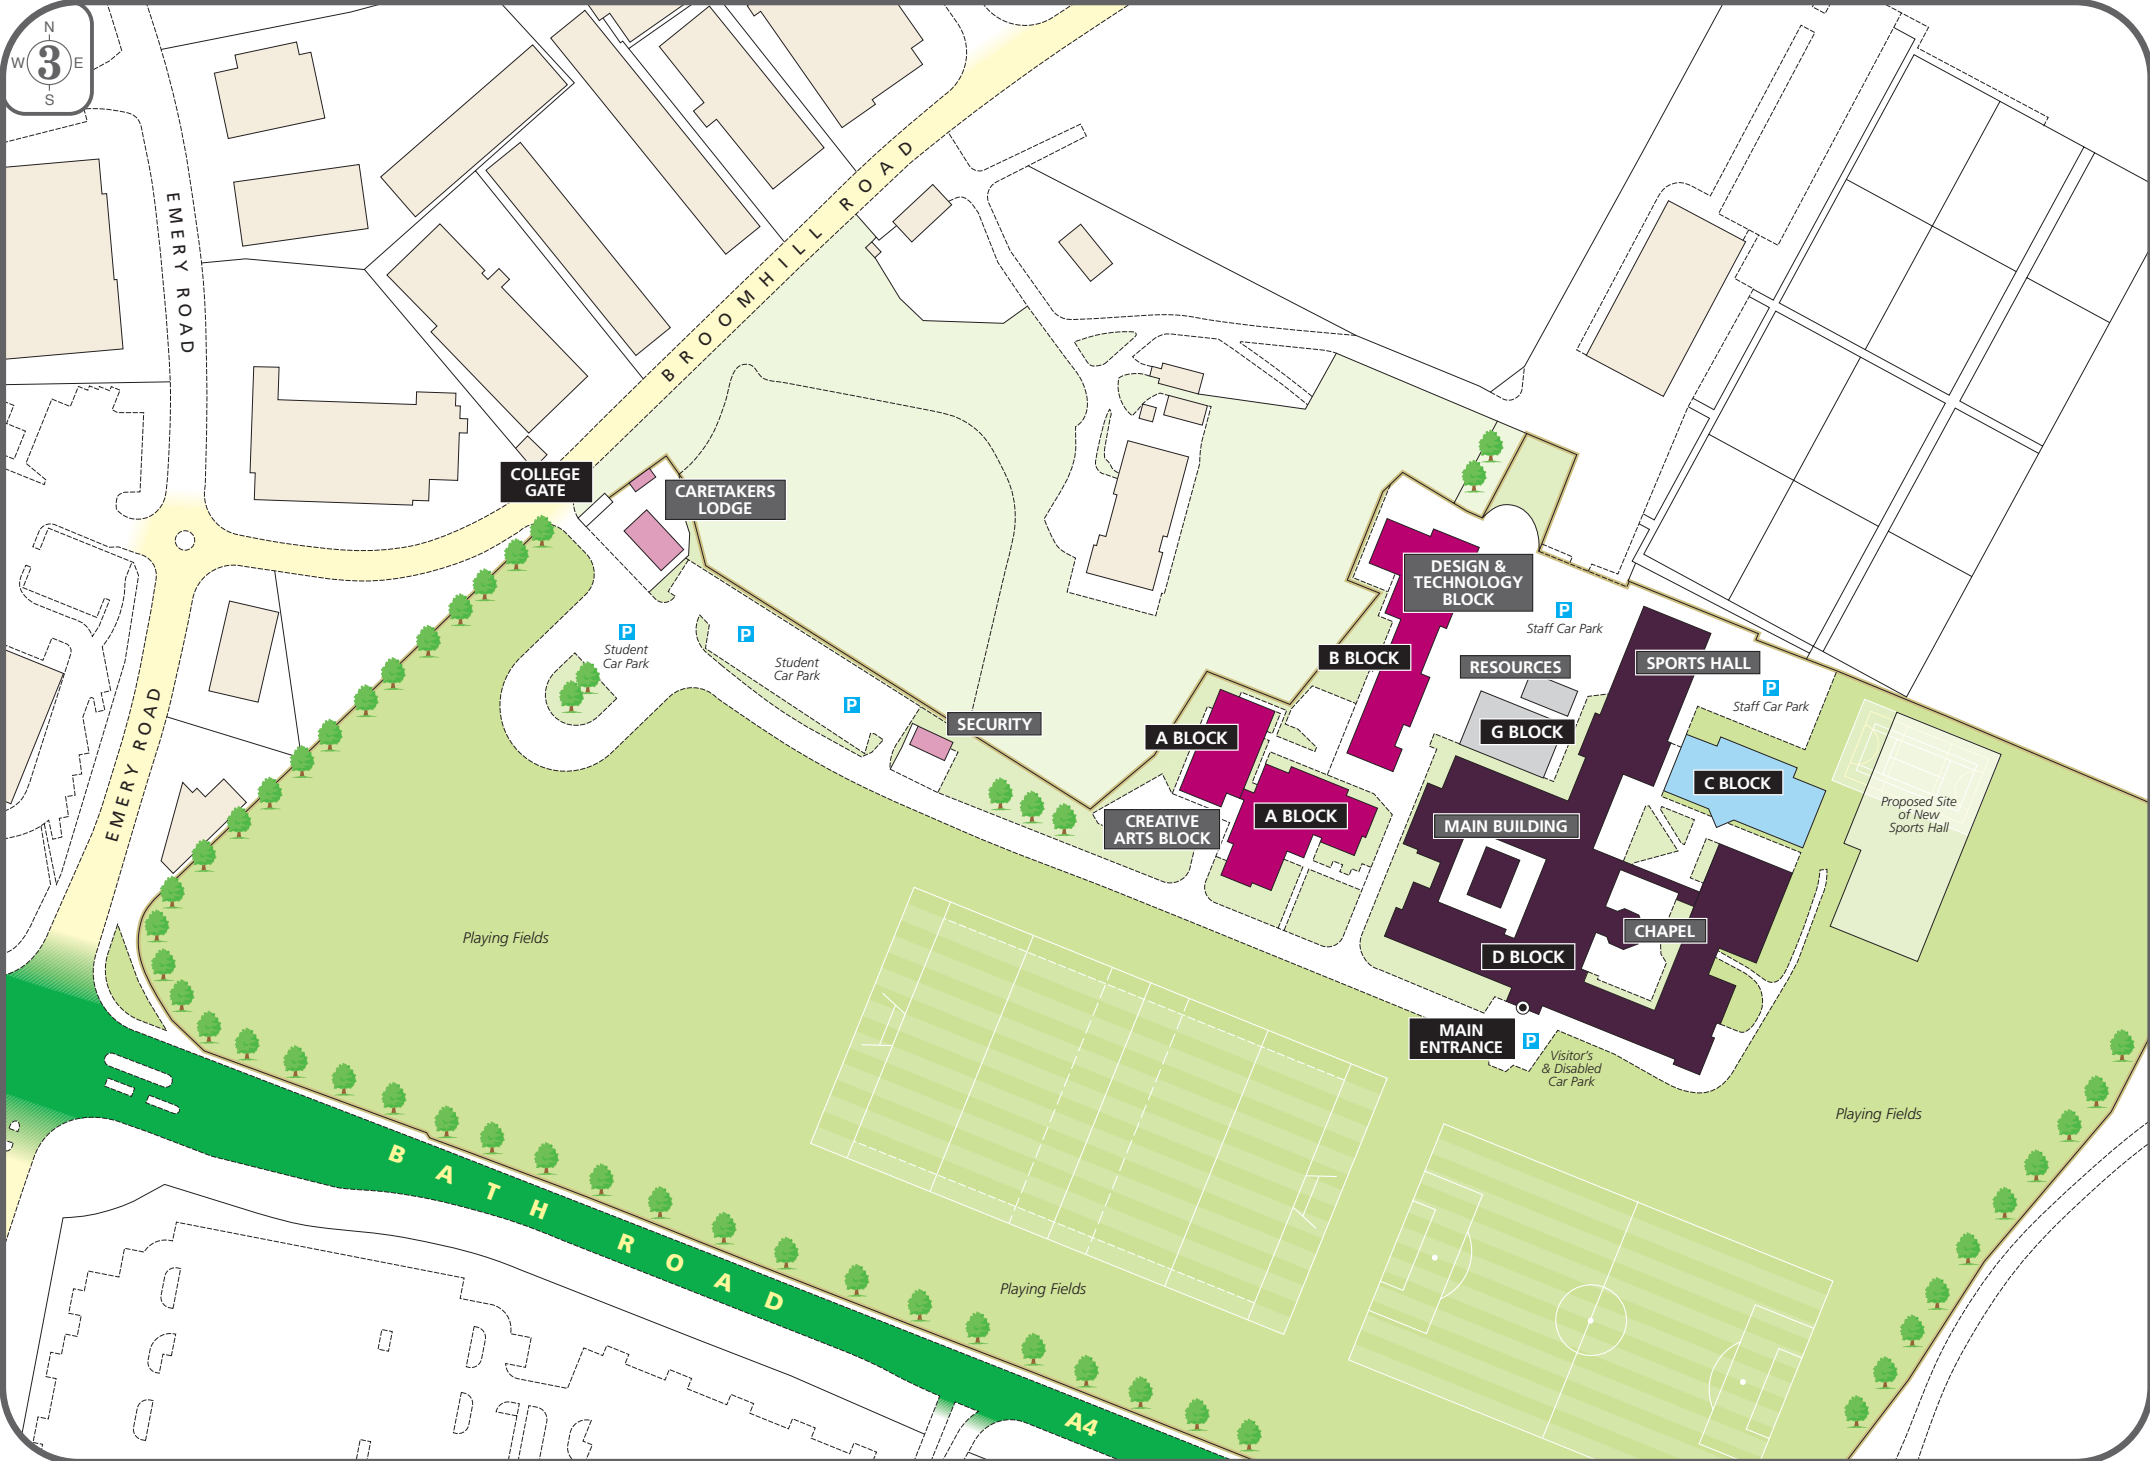 N
W 3 E
S
EMERY ROAD
BROOMHILL ROAD
COLLEGE
GATE
CARETAKERS
LODGE
DESIGN &
TECHNOLOGY
BLOCK
P
Staff Car Park
P
Student
Car Park
P
Student
Car Park
P
B BLOCK
RESOURCES
SPORTS HALL
P
Staff Car Park
SECURITY
A BLOCK
G BLOCK
C BLOCK
EMERY ROAD
Proposed Site
of New
Sports Hall
CREATIVE
ARTS BLOCK
A BLOCK
MAIN BUILDING
Playing Fields
CHAPEL
D BLOCK
MAIN
ENTRANCE
P
Visitor's
& Disabled
Car Park
Playing Fields
BATH ROAD
Playing Fields
A4